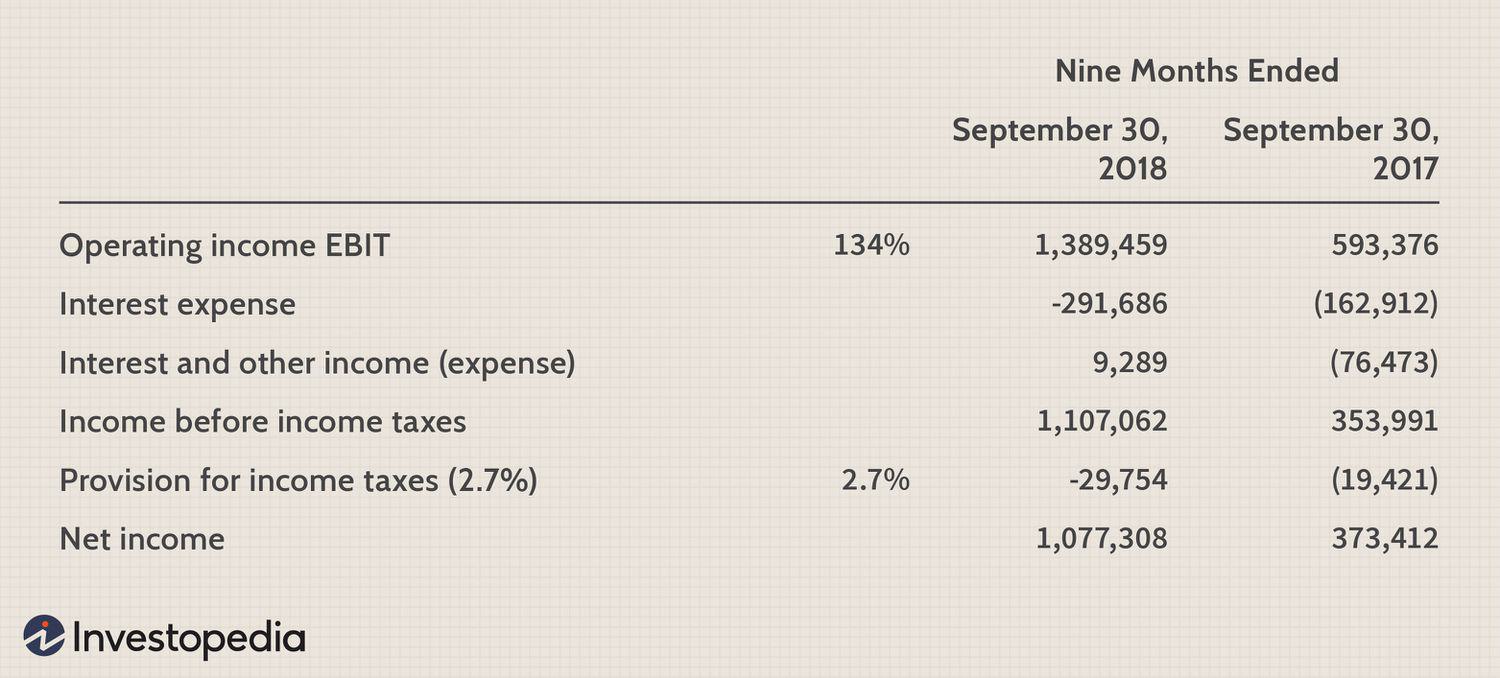 Nine Months Ended
September 30, September 30,
2018 2017
Operating income EBIT 134% 1,389,459 593,376
Interest expense -291,686 (162,912)
Interest and other income (expense) 9,289 (76,473)
Income before income taxes 1,107,062 353,991
Provision for income taxes (2.7%) 2.7% -29,754 (19,421)
Net income 1,077,308 373,412
Investopedia